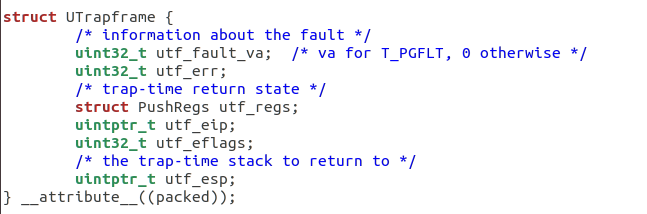 struct UTrapframe {
        /* information about the fault */
        uint32_t utf_fault_va;  /* va for T_PGFLT, 0 otherwise */
        uint32_t utf_err;
        /* trap-time return state */
        struct PushRegs utf_regs;
        uintptr_t utf_eip;
        uint32_t utf_eflags;
        /* the trap-time stack to return to */
        uintptr_t utf_esp;
} __attribute__((packed));